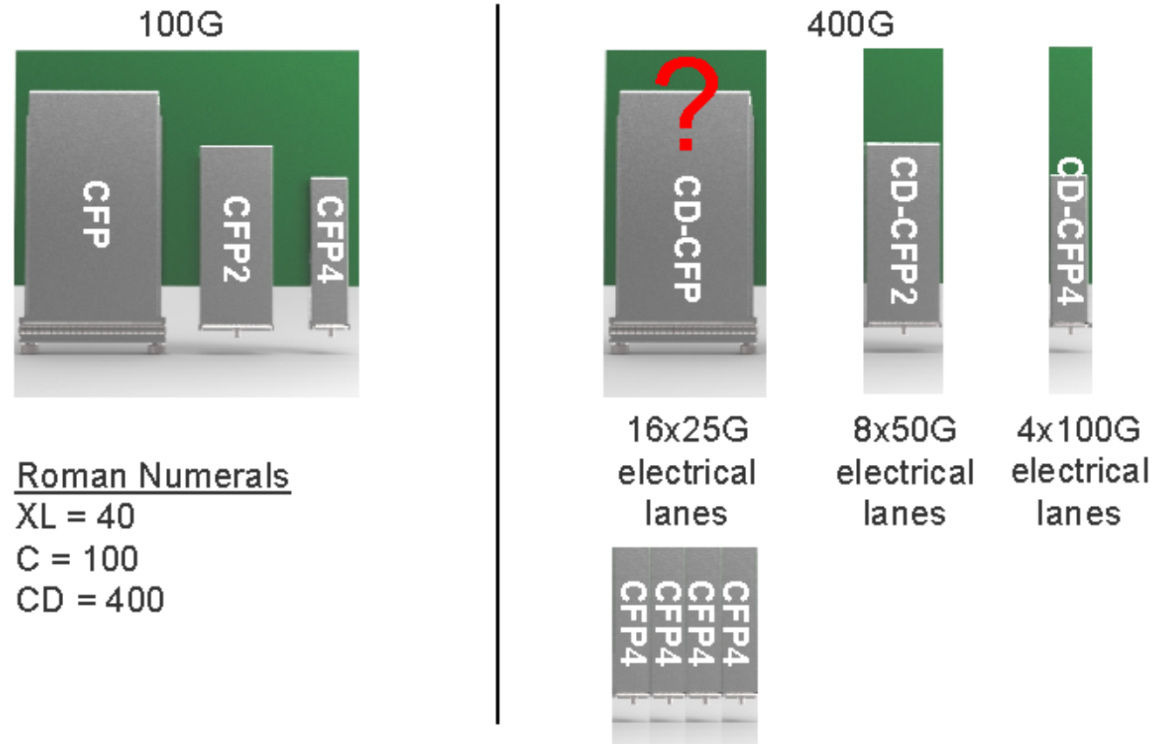 100G
CFP
CFP2
CFP4
Roman Numerals
XL = 40
C = 100
CD = 400
400G
?
CD-CFP
CD-CFP2
CD-CFP4
16x25G
electrical
lanes
8x50G
electrical
lanes
4x100G
electrical
lanes
CFP4
CFP4
CFP4
CFP4